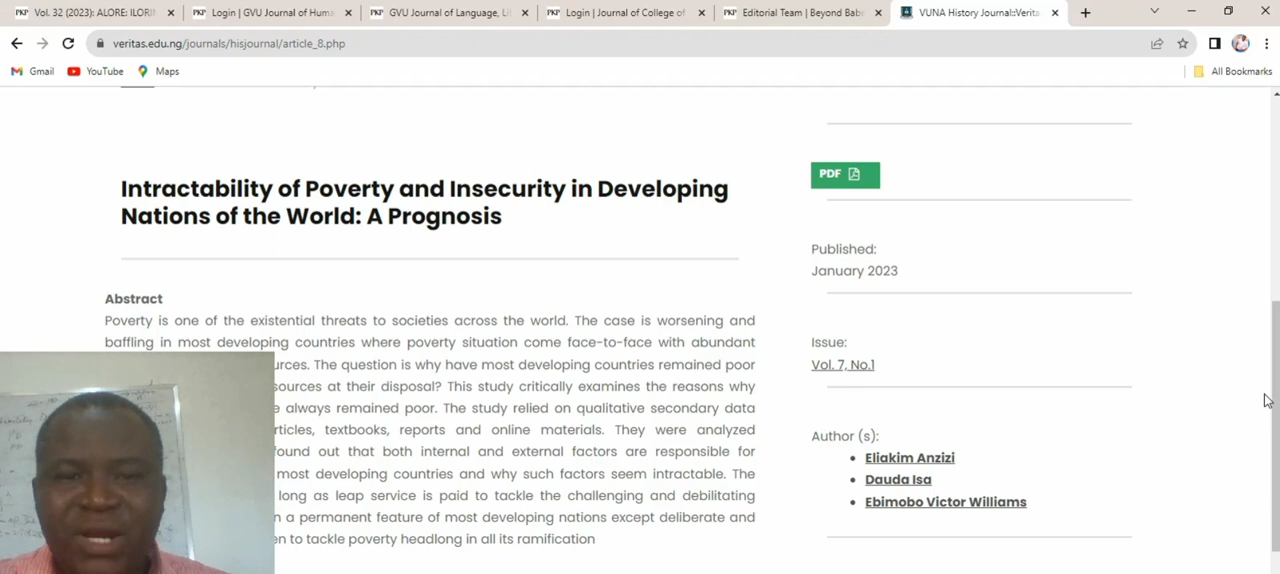 Vol. 32 (2023): ALORE: ILORIN
Login | GVU Journal of Huma
GVU Journal of Language, Li
Login | Journal of College of
Editorial Team | Beyond Babe
VUNA History Journal::Verita
veritas.edu.ng/journals/hisjournal/article_8.php
Gmail YouTube Maps
All Bookmarks
Intractability of Poverty and Insecurity in Developing
Nations of the World: A Prognosis
Abstract
Poverty is one of the existential threats to societies across the world. The case is worsening and
baffling in most developing countries where poverty situation come face-to-face with abundant
urces. The question is why have most developing countries remained poor
sources at their disposal? This study critically examines the reasons why
e always remained poor. The study relied on qualitative secondary data
rticles, textbooks, reports and online materials. They were analyzed
found out that both internal and external factors are responsible for
most developing countries and why such factors seem intractable. The
long as leap service is paid to tackle the challenging and debilitating
n a permanent feature of most developing nations except deliberate and
en to tackle poverty headlong in all its ramification
PDF
Published:
January 2023
Issue:
Vol. 7, No.1
Author (s):
Eliakim Anzizi
Dauda Isa
Ebimobo Victor Williams